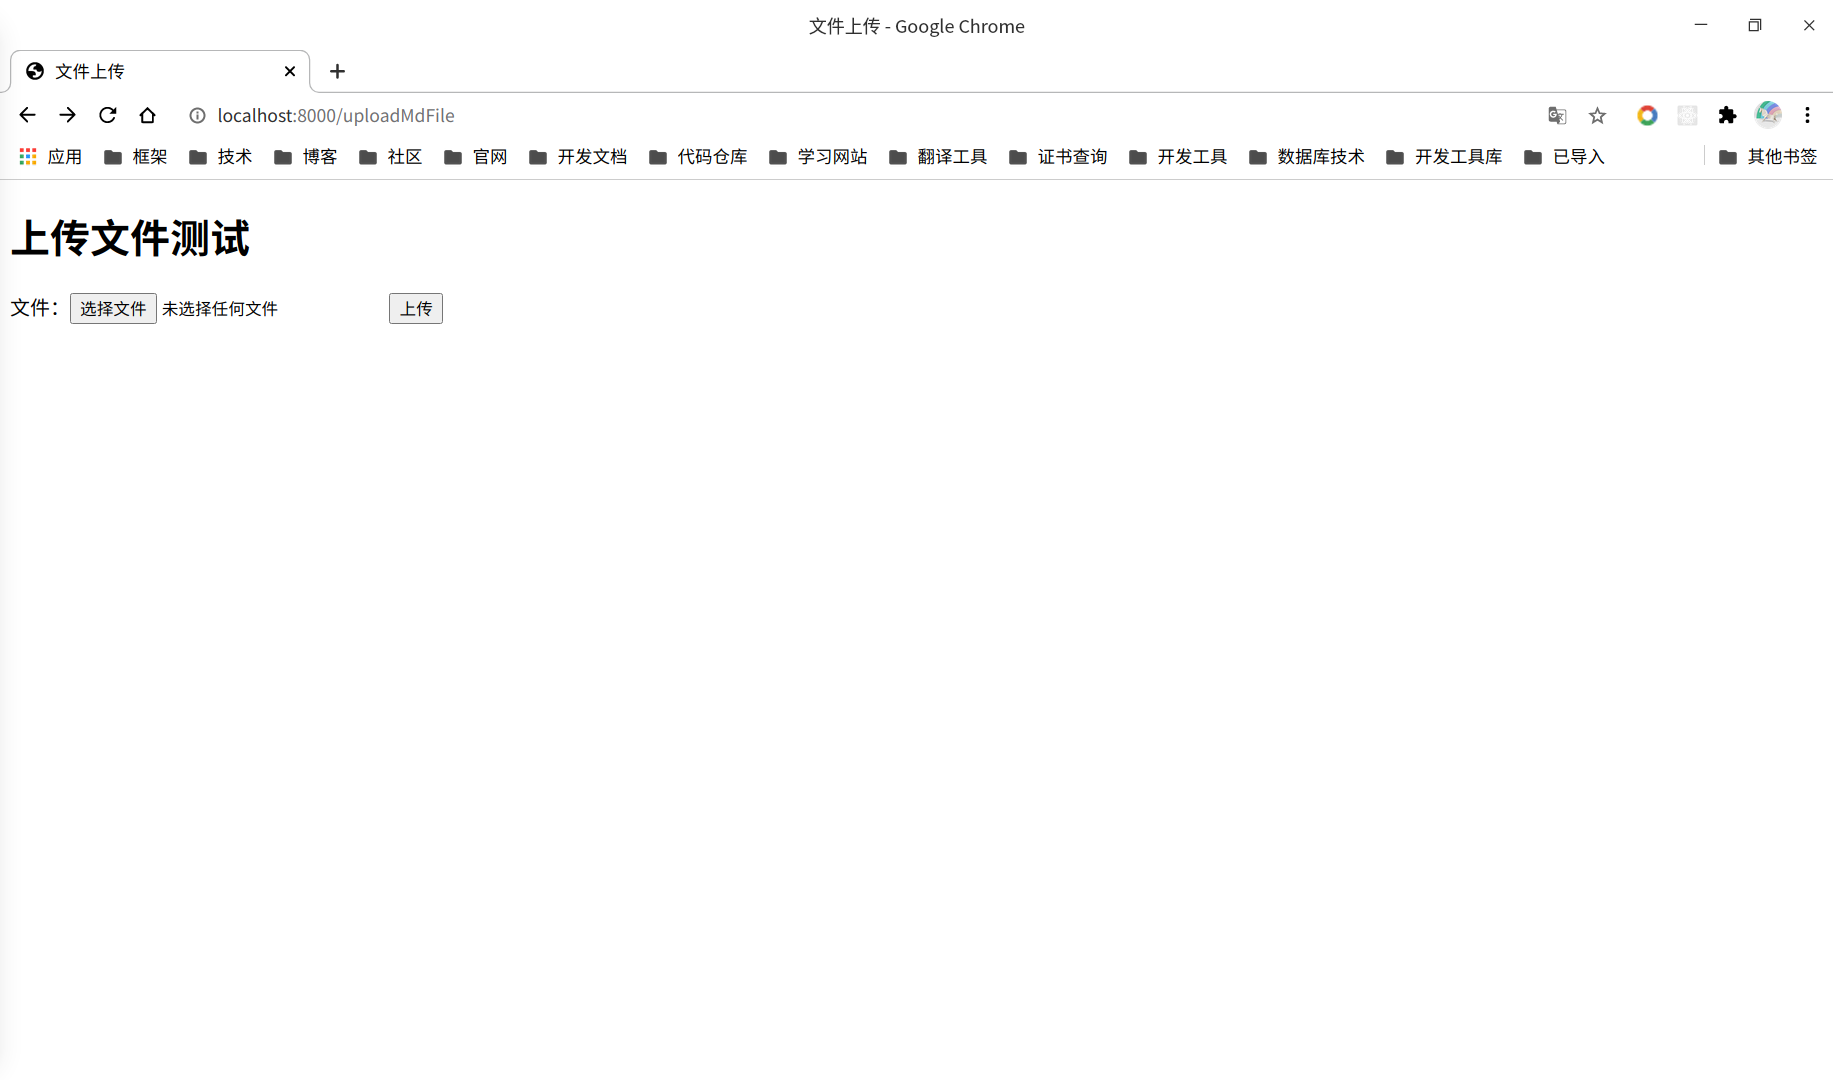 文件上传 - Google Chrome
文件上传
localhost:8000/uploadMdFile
应用 框架 技术 博客 社区 官网 开发文档 代码仓库 学习网站 翻译工具 证书查询 开发工具 数据库技术 开发工具库 已导入 其他书签
上传文件测试
文件：选择文件 未选择任何文件 上传